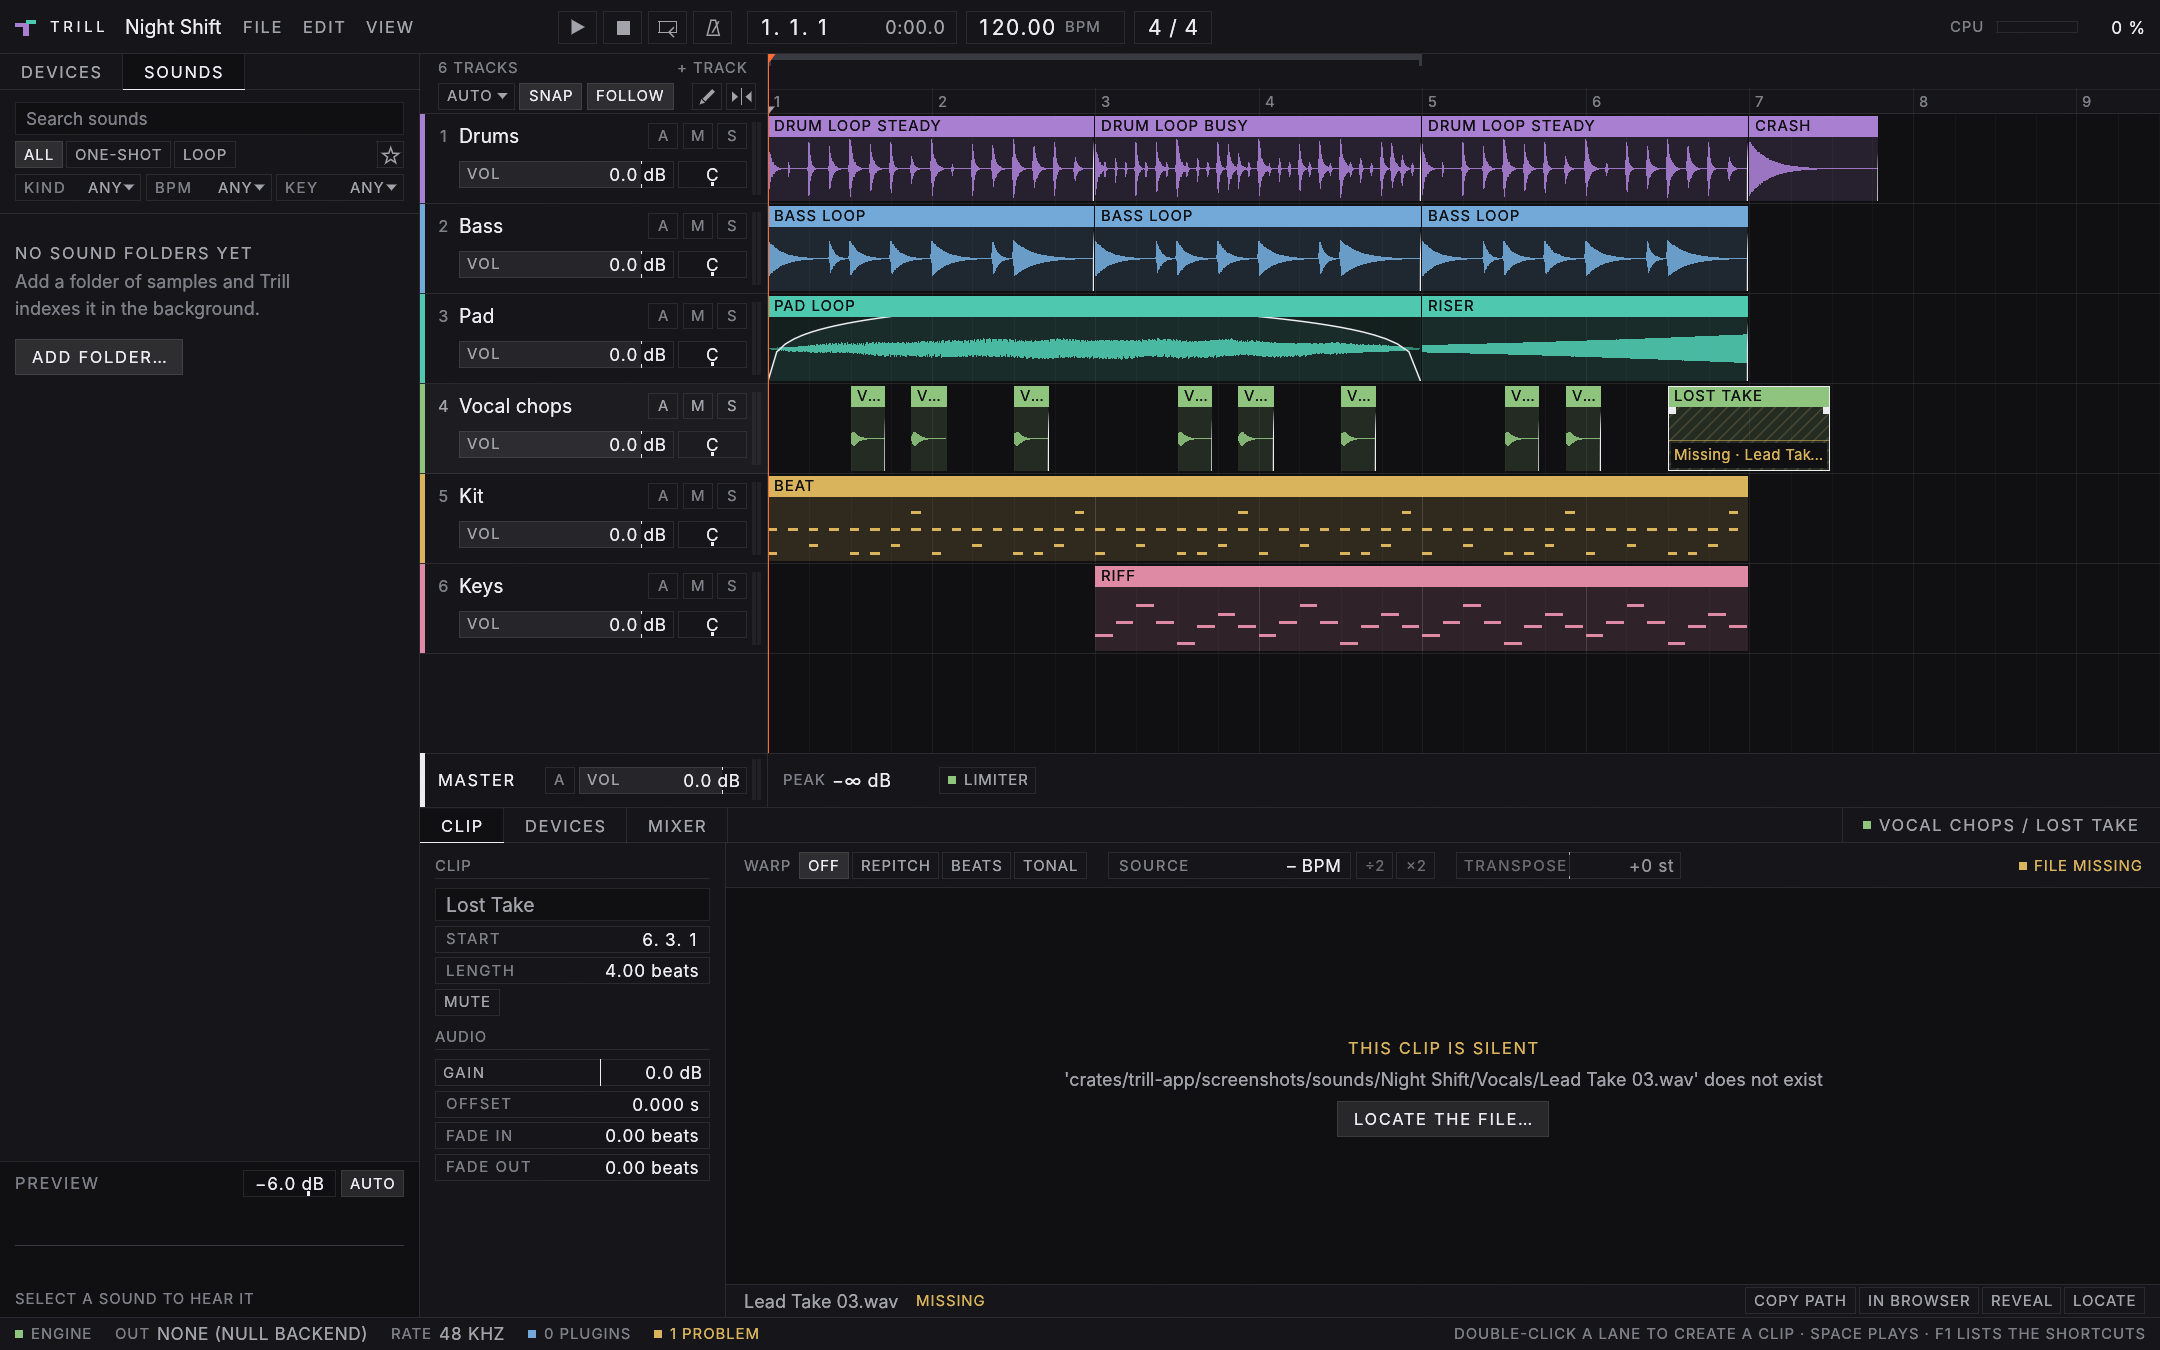 TRILL Night Shift FILE EDIT VIEW 1. 1. 1 0:00.0 120.00 BPM 4 / 4 CPU 0 %
DEVICES SOUNDS
Search sounds
ALL ONE-SHOT LOOP
KIND ANY BPM ANY KEY ANY
NO SOUND FOLDERS YET
Add a folder of samples and Trill
indexes it in the background.
ADD FOLDER...
PREVIEW −6.0 dB AUTO
SELECT A SOUND TO HEAR IT
6 TRACKS + TRACK
AUTO SNAP FOLLOW
1 2 3 4 5 6 7 8 9
1 Drums A M S
VOL 0.0 dB C
DRUM LOOP STEADY DRUM LOOP BUSY DRUM LOOP STEADY CRASH
2 Bass A M S
VOL 0.0 dB C
BASS LOOP BASS LOOP BASS LOOP
3 Pad A M S
VOL 0.0 dB C
PAD LOOP RISER
4 Vocal chops A M S
VOL 0.0 dB C
V... V... V... V... V... V... V... V... LOST TAKE
Missing · Lead Tak...
5 Kit A M S
VOL 0.0 dB C
BEAT
6 Keys A M S
VOL 0.0 dB C
RIFF
MASTER A VOL 0.0 dB PEAK −∞ dB LIMITER
CLIP DEVICES MIXER VOCAL CHOPS / LOST TAKE
CLIP
Lost Take
START 6. 3. 1
LENGTH 4.00 beats
MUTE
AUDIO
GAIN 0.0 dB
OFFSET 0.000 s
FADE IN 0.00 beats
FADE OUT 0.00 beats
WARP OFF REPITCH BEATS TONAL SOURCE – BPM ÷2 ×2 TRANSPOSE +0 st FILE MISSING
THIS CLIP IS SILENT
'crates/trill-app/screenshots/sounds/Night Shift/Vocals/Lead Take 03.wav' does not exist
LOCATE THE FILE...
Lead Take 03.wav MISSING COPY PATH IN BROWSER REVEAL LOCATE
ENGINE OUT NONE (NULL BACKEND) RATE 48 KHZ 0 PLUGINS 1 PROBLEM DOUBLE-CLICK A LANE TO CREATE A CLIP · SPACE PLAYS · F1 LISTS THE SHORTCUTS